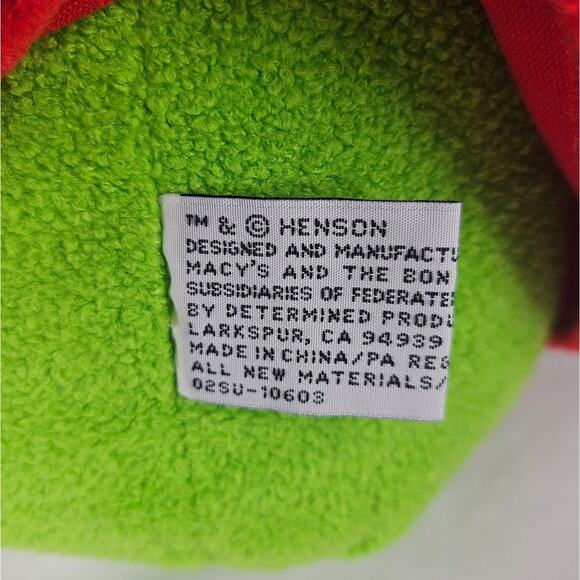 ™ & © HENSON
DESIGNED AND MANUFACTU
MACY'S AND THE BON
SUBSIDIARIES OF FEDERATE
BY DETERMINED PRODU
LARKSPUR, CA 94939
MADE IN CHINA/PA REG
ALL NEW MATERIALS/
02SU-10603